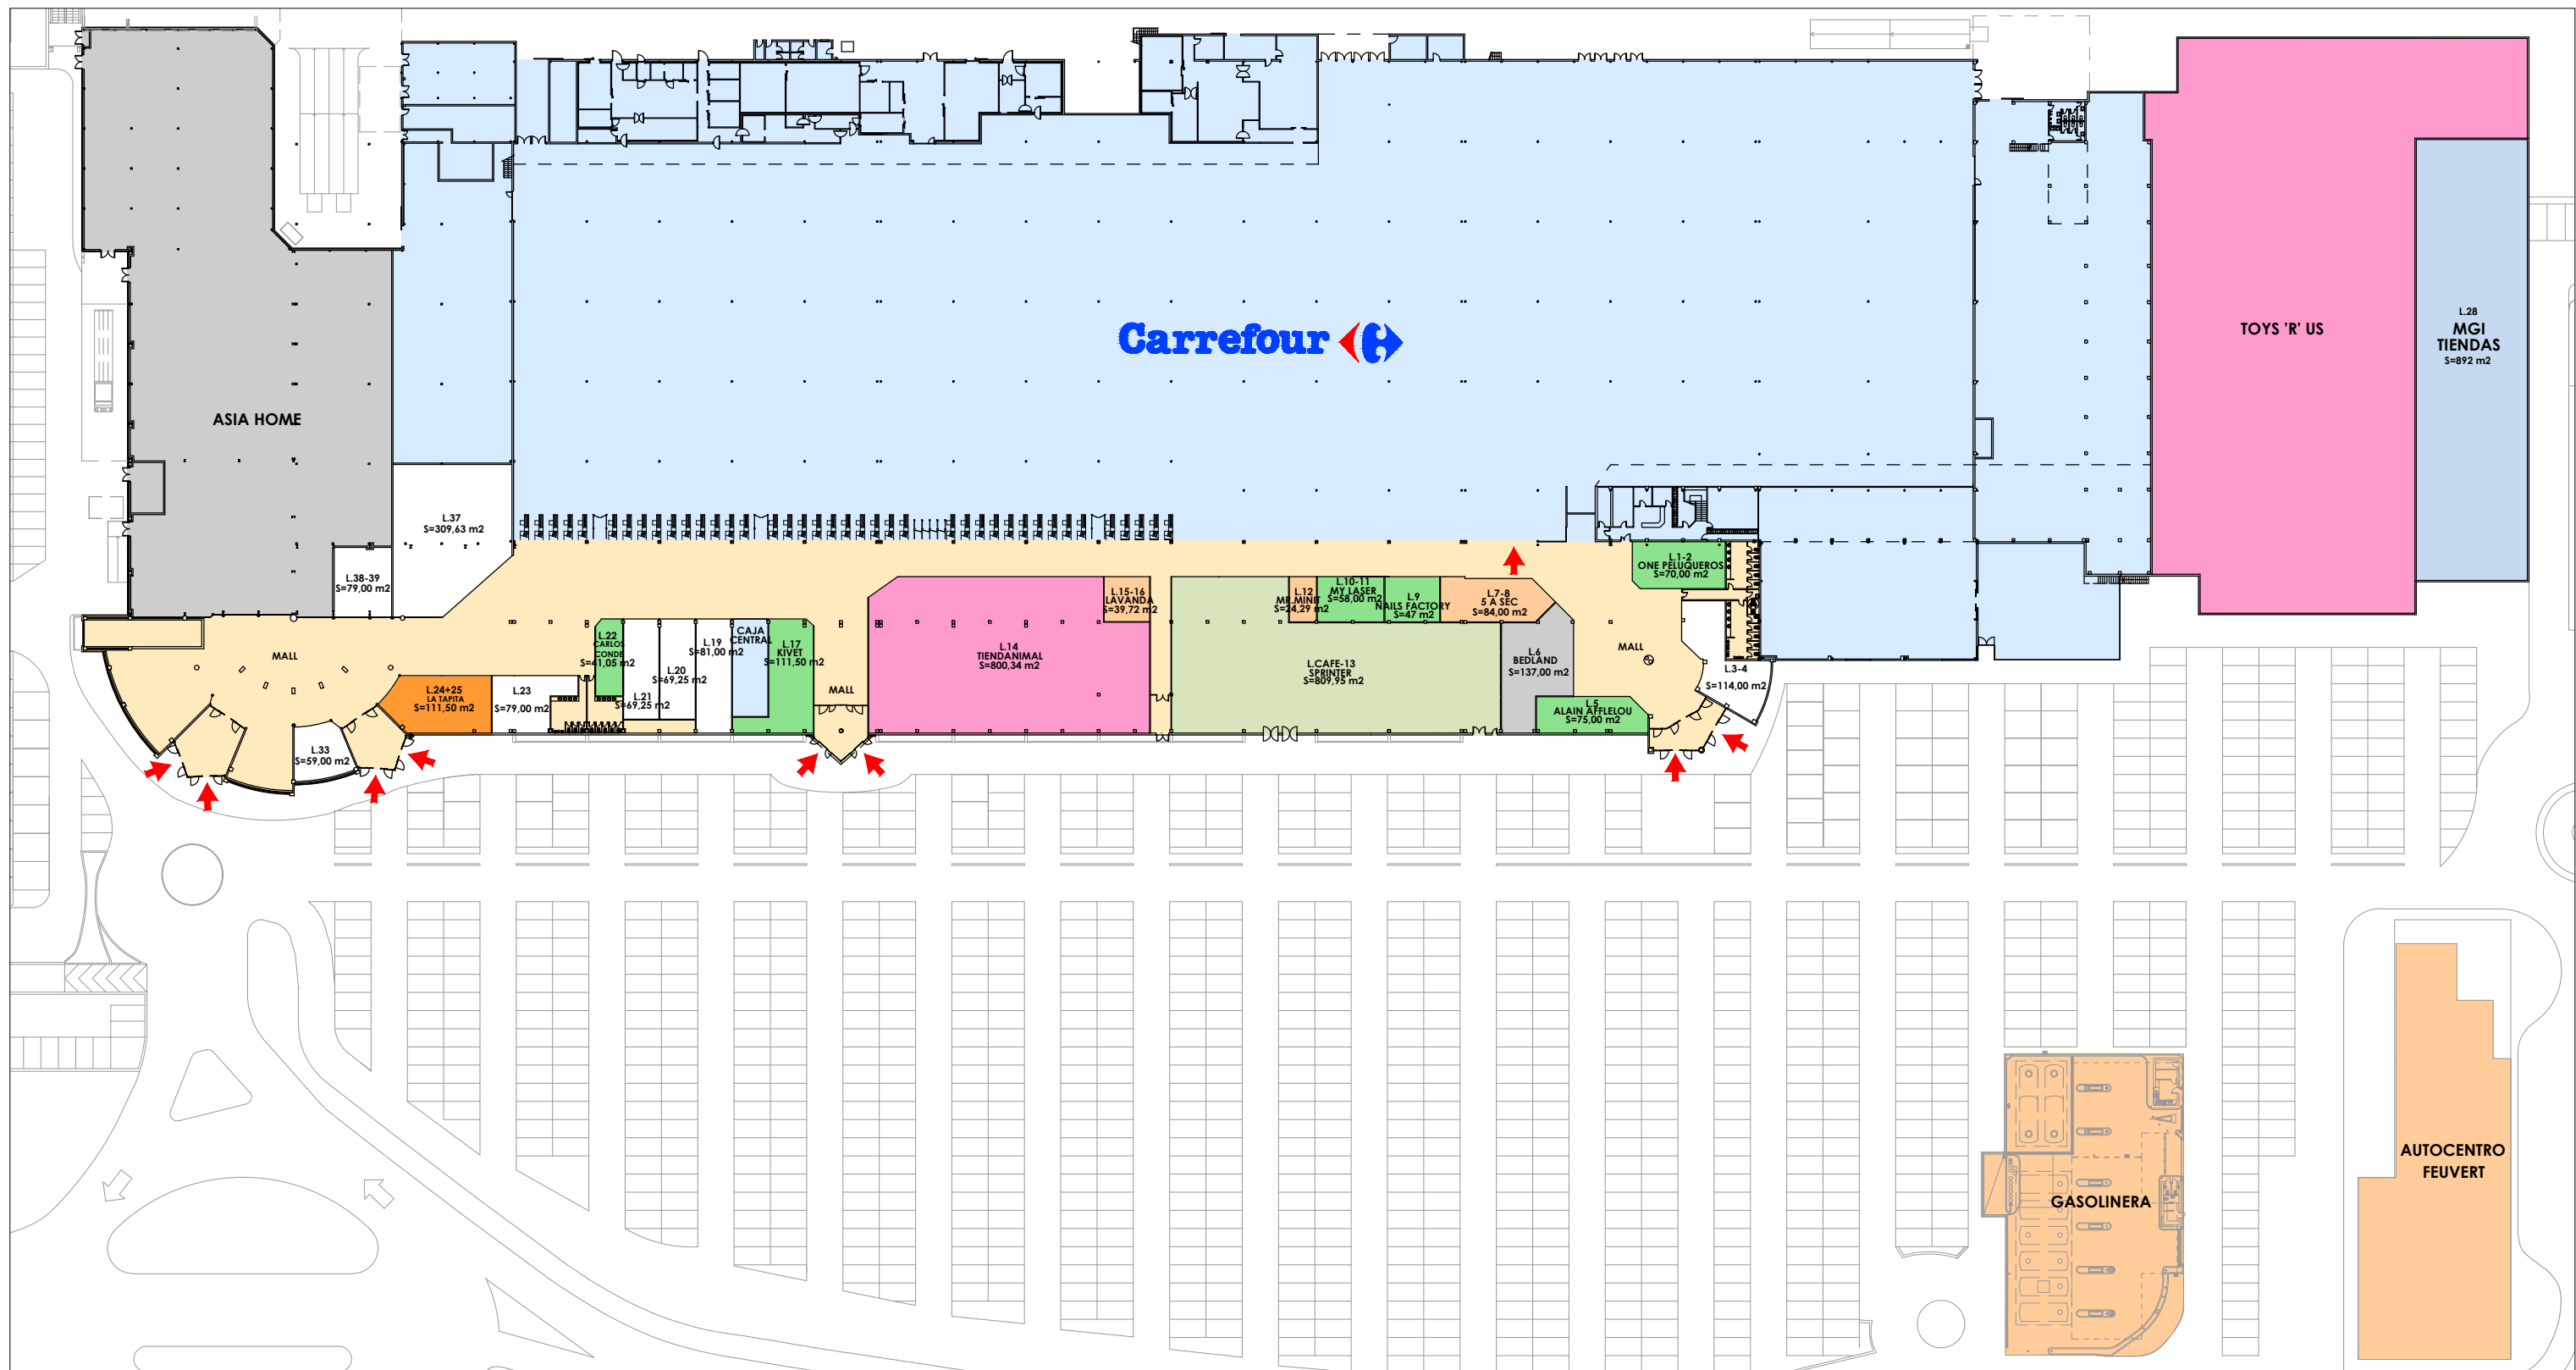 Carrefour
TOYS 'R' US
L.28
MGI
TIENDAS
S=892 m2
ASIA HOME
L.37
S=309,63 m2
L.38-39
S=79,00 m2
MALL
L.24+25
LA TAPITA
S=111,50 m2
L.23
S=79,00 m2
L.33
S=59,00 m2
L.22
CARLOS
CONDE
S=41,05 m2
L.21
S=69,25 m2
L.20
S=69,25 m2
L.19
S=81,00 m2
CAJA
CENTRAL
L.17
KIVET
S=111,50 m2
MALL
L.14
TIENDANIMAL
S=800,34 m2
L.15-16
LAVANDA
S=39,72 m2
L.CAFE-13
SPRINTER
S=809,95 m2
L.12
MR.MINIT
S=24,29 m2
L.10-11
MY LASER
S=58,00 m2
L.9
NAILS FACTORY
S=47 m2
L.7-8
5 A SEC
S=84,00 m2
L.6
BEDLAND
S=137,00 m2
L.5
ALAIN AFFLELOU
S=75,00 m2
MALL
L.1-2
ONE PELUQUEROS
S=70,00 m2
L.3-4
S=114,00 m2
GASOLINERA
AUTOCENTRO
FEUVERT